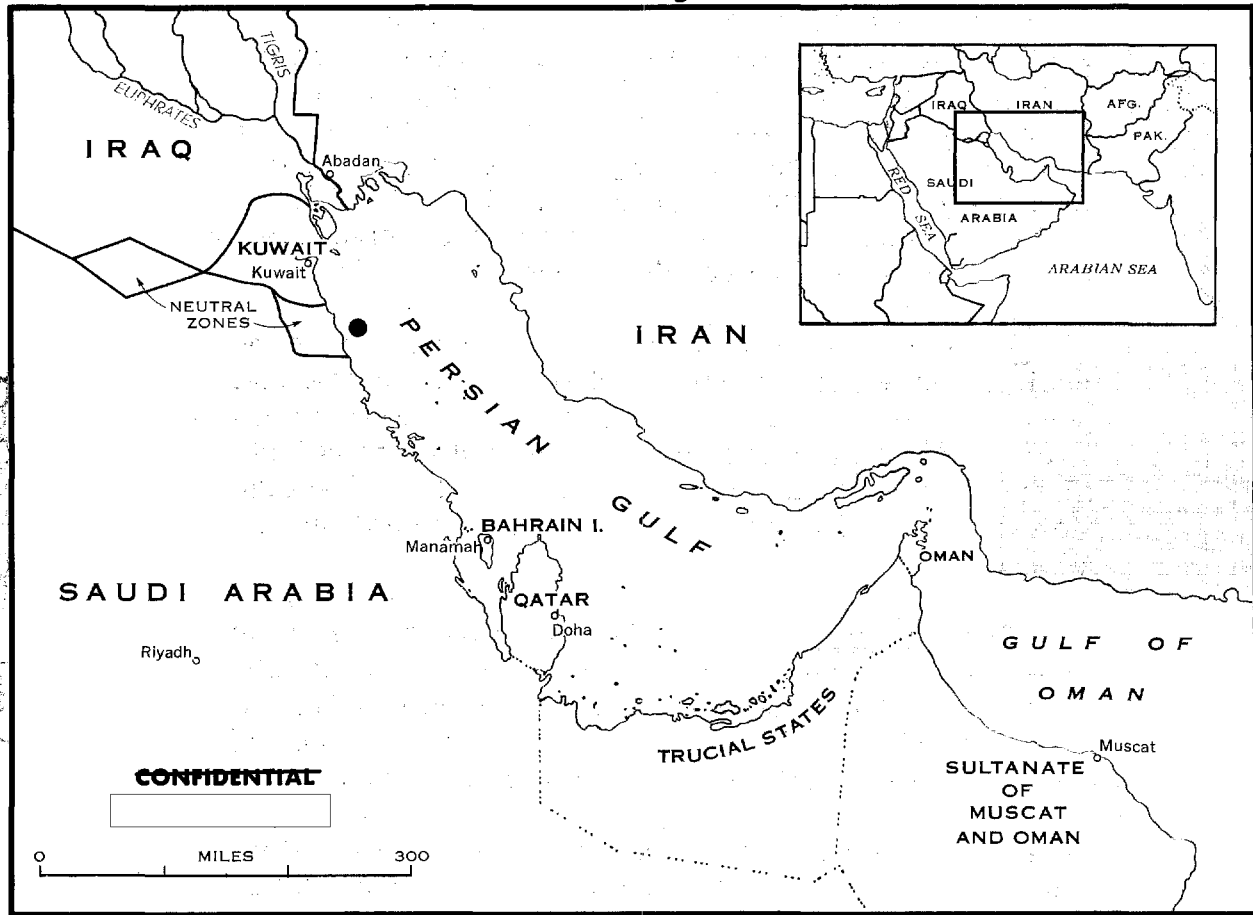 TIGRIS
EUPHRATES
IRAQ
Abadan
KUWAIT
Kuwait
NEUTRAL
ZONES
PERSIAN
GULF
IRAN
IRAQ
IRAN
AFG.
PAK.
RED
SEA
SAUDI
ARABIA
ARABIAN SEA
BAHRAIN I.
Manamah
QATAR
Doha
SAUDI ARABIA
Riyadh
OMAN
GULF OF
OMAN
TRUCIAL STATES
Muscat
SULTANATE
OF
MUSCAT
AND OMAN
CONFIDENTIAL
0 MILES 300